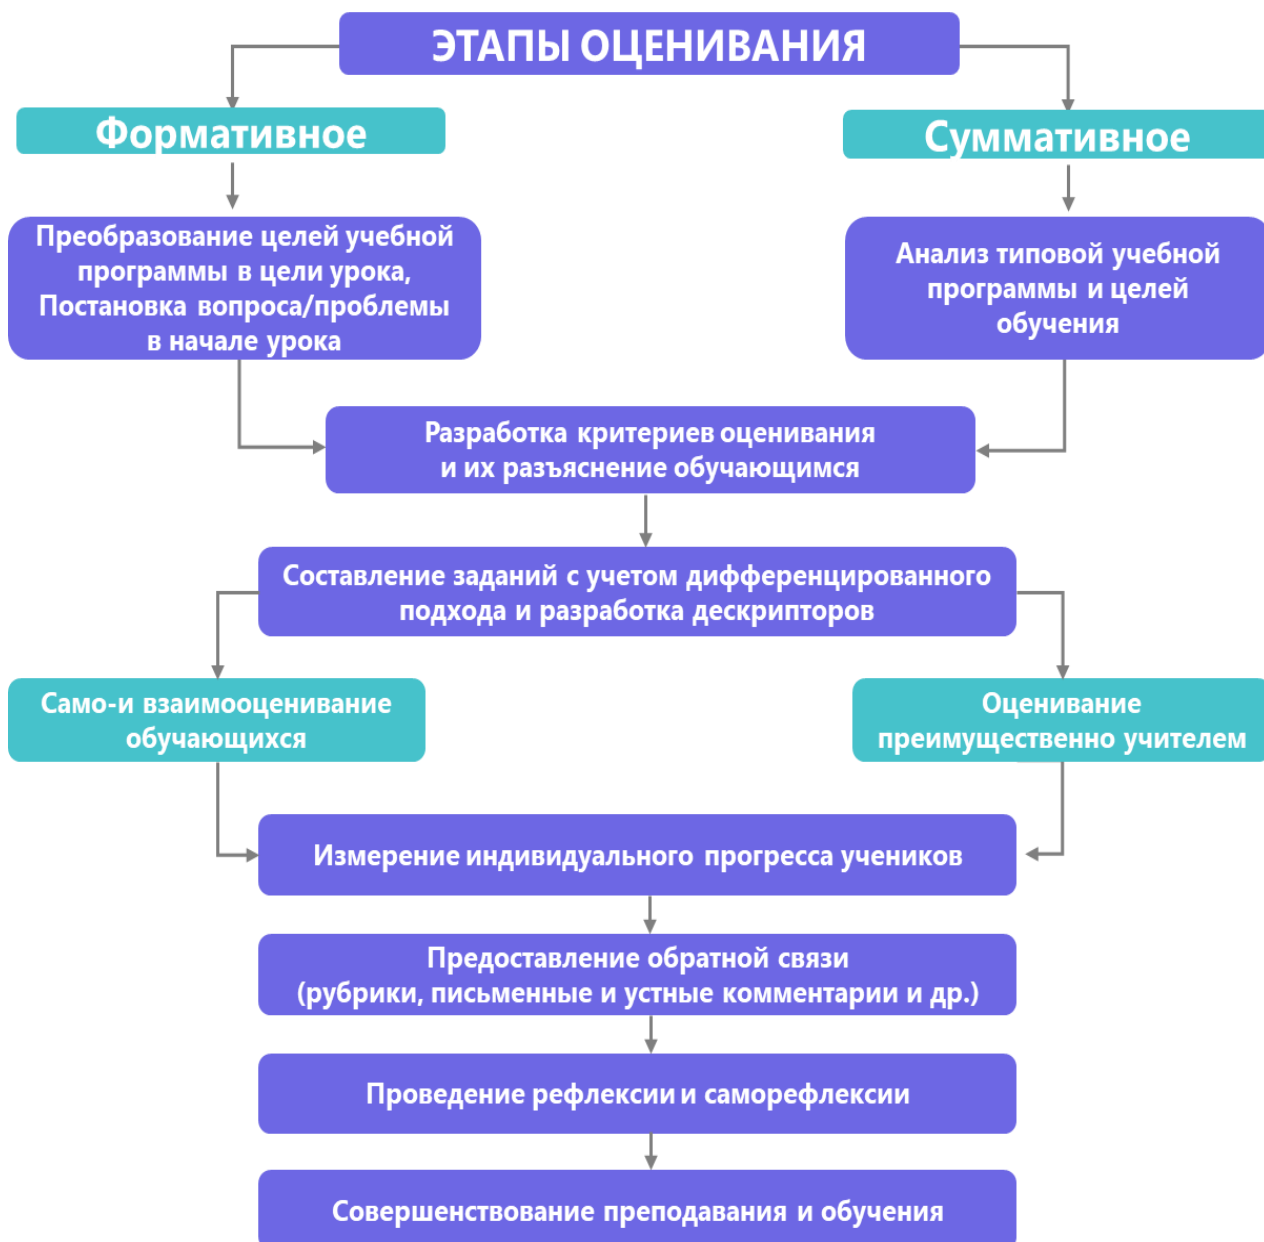 ЭТАПЫ ОЦЕНИВАНИЯ
Формативное
Суммативное
Преобразование целей учебной
программы в цели урока,
Постановка вопроса/проблемы
в начале урока
Анализ типовой учебной
программы и целей
обучения
Разработка критериев оценивания
и их разъяснение обучающимся
Составление заданий с учетом дифференцированного
подхода и разработка дескрипторов
Само-и взаимооценивание
обучающихся
Оценивание
преимущественно учителем
Измерение индивидуального прогресса учеников
Предоставление обратной связи
(рубрики, письменные и устные комментарии и др.)
Проведение рефлексии и саморефлексии
Совершенствование преподавания и обучения